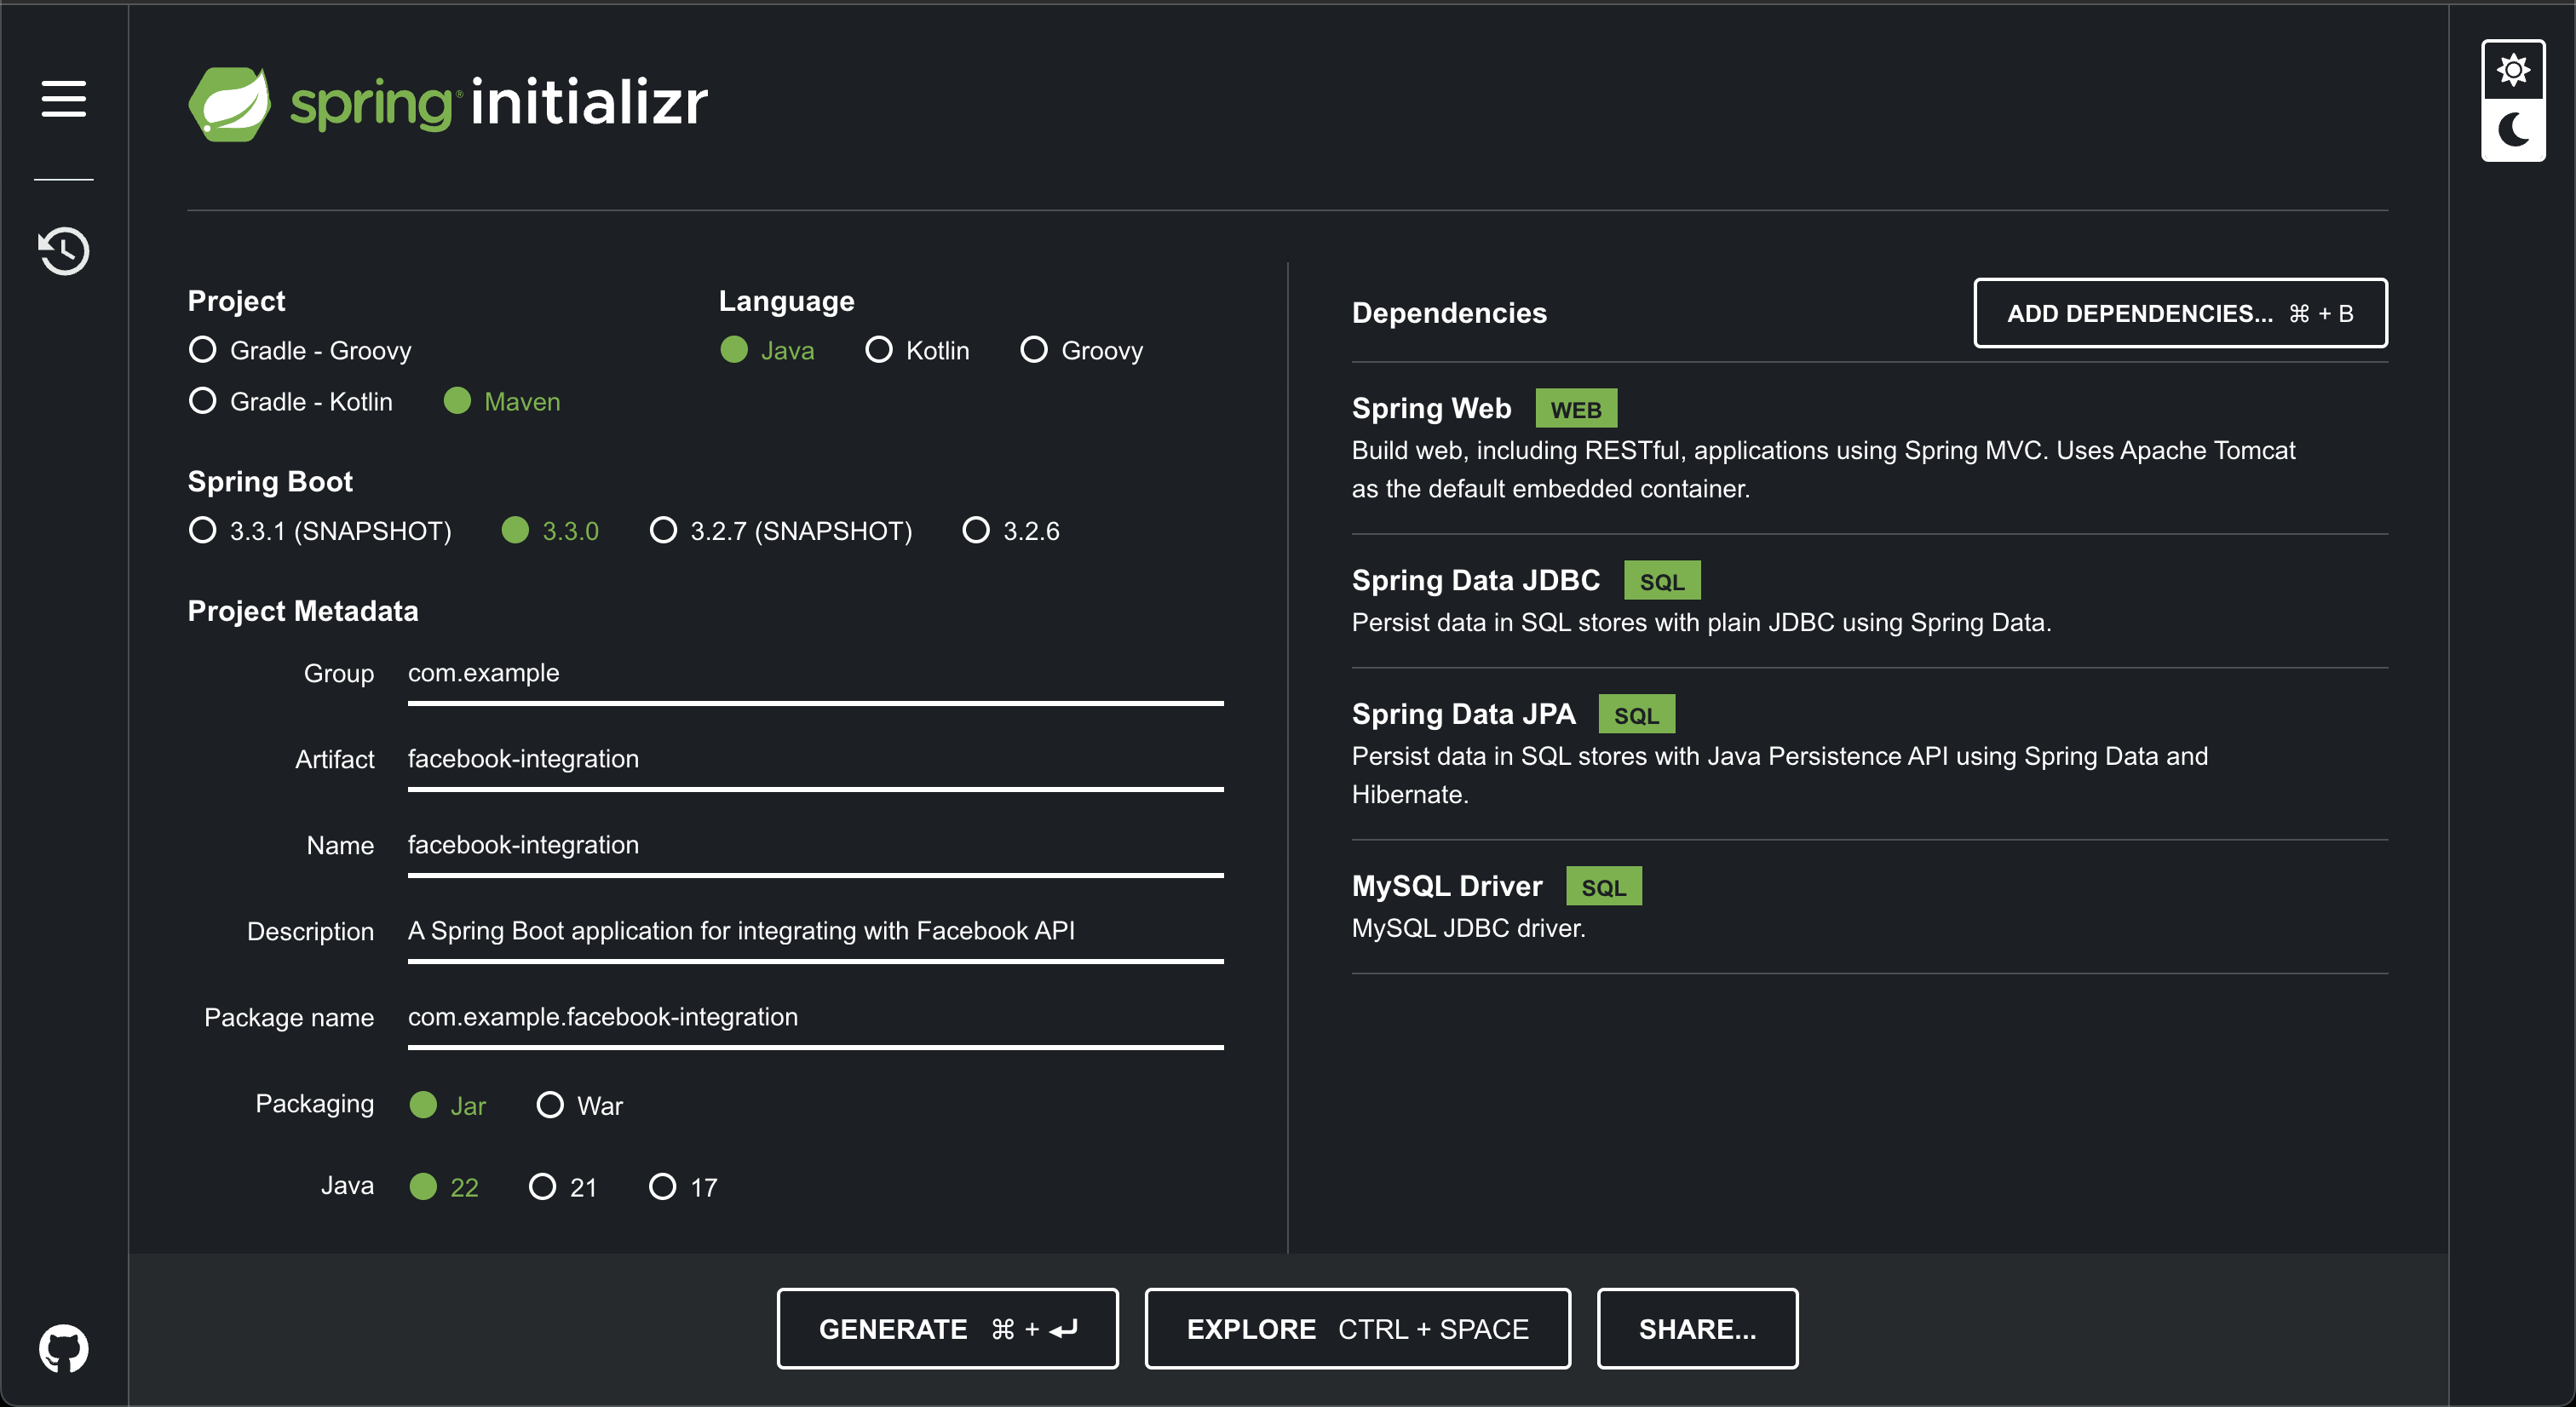 spring initializr
Project
Gradle - Groovy
Gradle - Kotlin Maven
Language
Java Kotlin Groovy
Spring Boot
3.3.1 (SNAPSHOT) 3.3.0 3.2.7 (SNAPSHOT) 3.2.6
Project Metadata
Group com.example
Artifact facebook-integration
Name facebook-integration
Description A Spring Boot application for integrating with Facebook API
Package name com.example.facebook-integration
Packaging Jar War
Java 22 21 17
Dependencies ADD DEPENDENCIES... ⌘ + B
Spring Web WEB
Build web, including RESTful, applications using Spring MVC. Uses Apache Tomcat
as the default embedded container.
Spring Data JDBC SQL
Persist data in SQL stores with plain JDBC using Spring Data.
Spring Data JPA SQL
Persist data in SQL stores with Java Persistence API using Spring Data and
Hibernate.
MySQL Driver SQL
MySQL JDBC driver.
GENERATE ⌘ + ⏎ EXPLORE CTRL + SPACE SHARE...